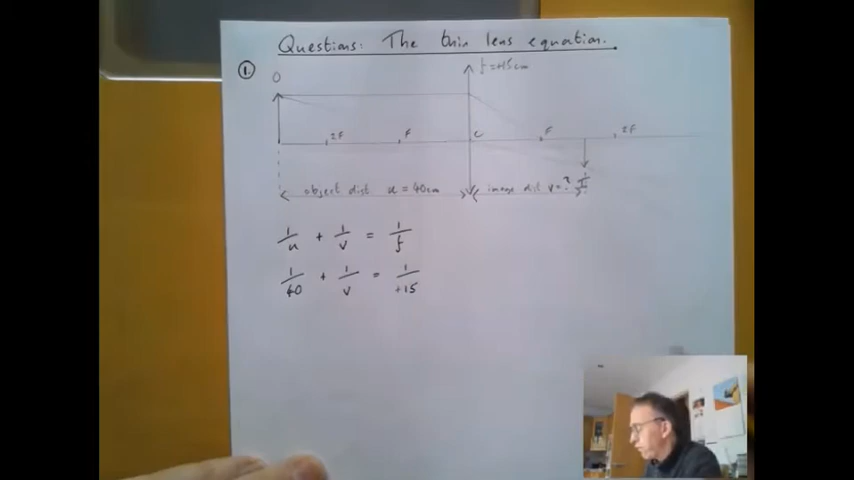 Questions: The thin lens equation.
1.
O
f=+15cm
2F F C F 2F
object dist u = 40cm
image dist v=? I
1/u + 1/v = 1/f
1/40 + 1/v = 1/+15